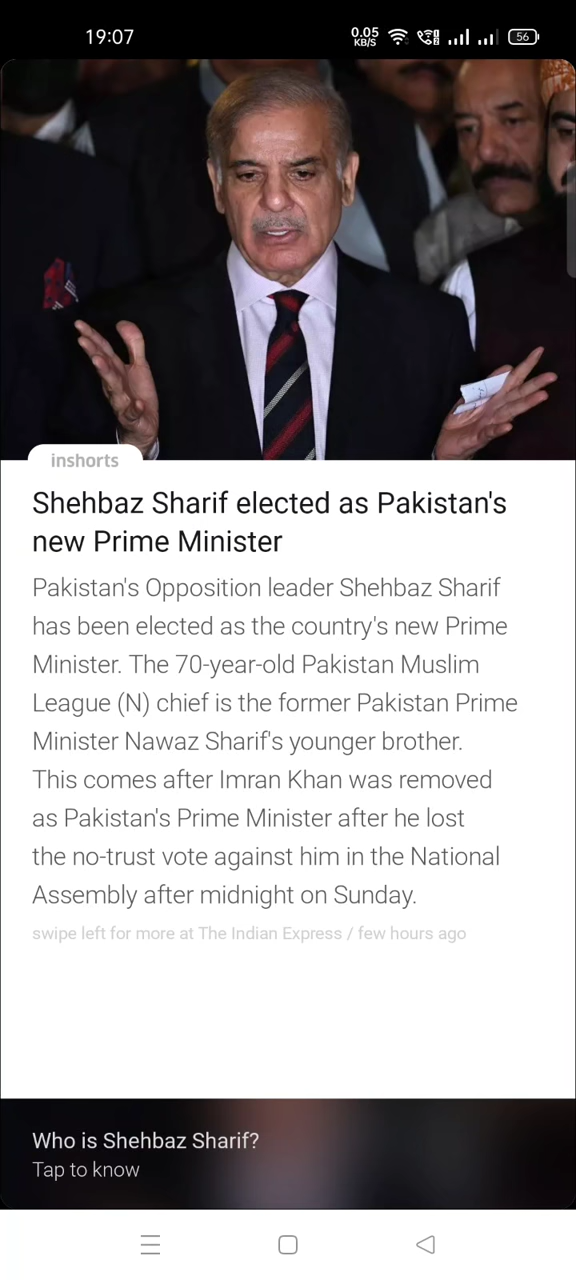 19:07
0.05
KB/S
56
inshorts
Shehbaz Sharif elected as Pakistan's
new Prime Minister
Pakistan's Opposition leader Shehbaz Sharif
has been elected as the country's new Prime
Minister. The 70-year-old Pakistan Muslim
League (N) chief is the former Pakistan Prime
Minister Nawaz Sharif's younger brother.
This comes after Imran Khan was removed
as Pakistan's Prime Minister after he lost
the no-trust vote against him in the National
Assembly after midnight on Sunday.
swipe left for more at The Indian Express / few hours ago
Who is Shehbaz Sharif?
Tap to know